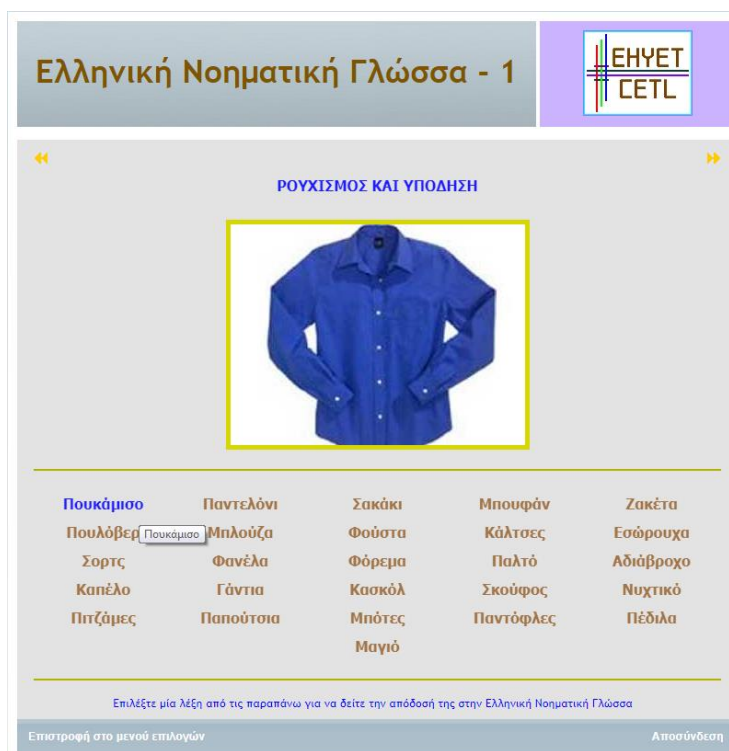 Ελληνική Νοηματική Γλώσσα - 1
EHYET
CETL
ΡΟΥΧΙΣΜΟΣ ΚΑΙ ΥΠΟΔΗΣΗ
Πουκάμισο Παντελόνι Σακάκι Μπουφάν Ζακέτα
Πουλόβερ Πουκάμισο Μπλούζα Φούστα Κάλτσες Εσώρουχα
Σορτς Φανέλα Φόρεμα Παλτό Αδιάβροχο
Καπέλο Γάντια Κασκόλ Σκούφος Νυχτικό
Πιτζάμες Παπούτσια Μπότες Παντόφλες Πέδιλα
Μαγιό
Επιλέξτε μία λέξη από τις παραπάνω για να δείτε την απόδοσή της στην Ελληνική Νοηματική Γλώσσα
Επιστροφή στο μενού επιλογών Αποσύνδεση